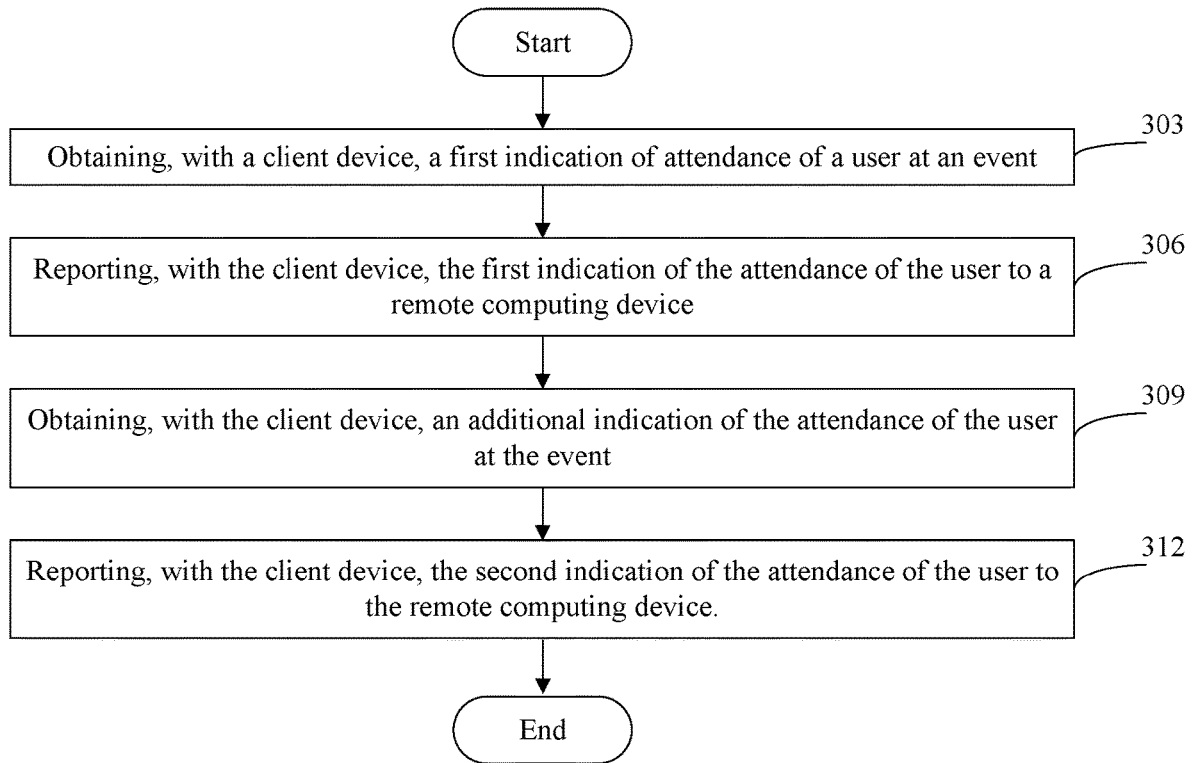 Start
303
Obtaining, with a client device, a first indication of attendance of a user at an event
306
Reporting, with the client device, the first indication of the attendance of the user to a
remote computing device
309
Obtaining, with the client device, an additional indication of the attendance of the user
at the event
312
Reporting, with the client device, the second indication of the attendance of the user to
the remote computing device.
End